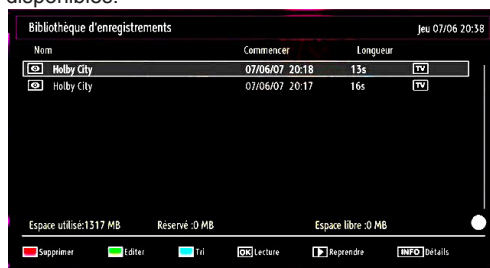 disponibles.
Bibliothèque d'enregistrements Jeu 07/06 20:38
Nom Commencer Longueur
Holby City 07/06/07 20:18 13s TV
Holby City 07/06/07 20:17 16s TV
Espace utilisé:1317 MB Réservé :0 MB Espace libre :0 MB
Supprimer Editer Tri OK Lecture Reprendre INFO Détails